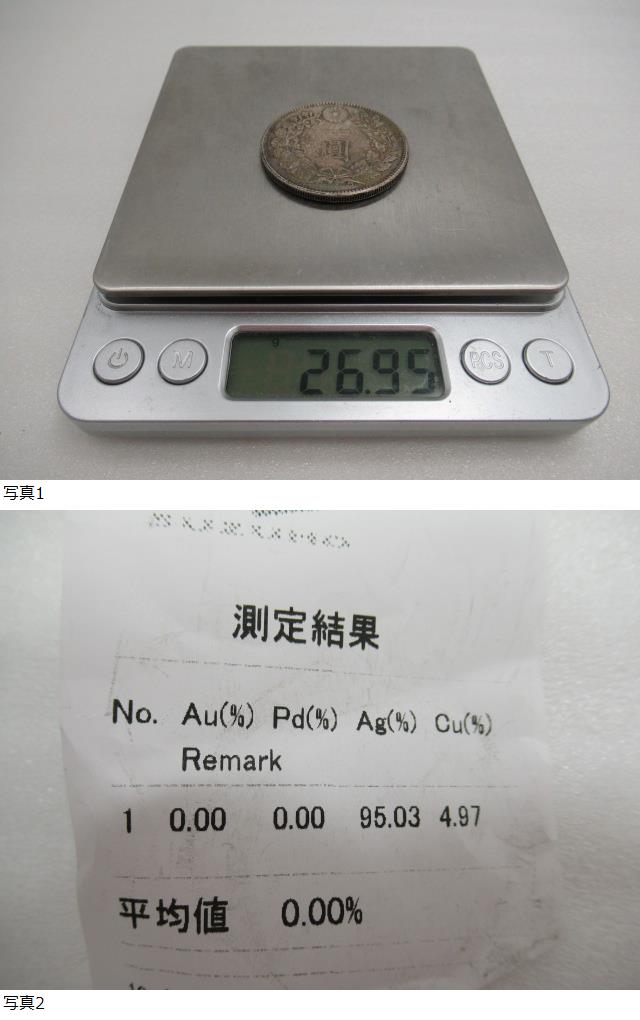 圓
M
g
26.95
PCS
T
写真1
測定結果
No. Au(%) Pd(%) Ag(%) Cu(%)
Remark
1 0.00 0.00 95.03 4.97
平均値 0.00%
写真2